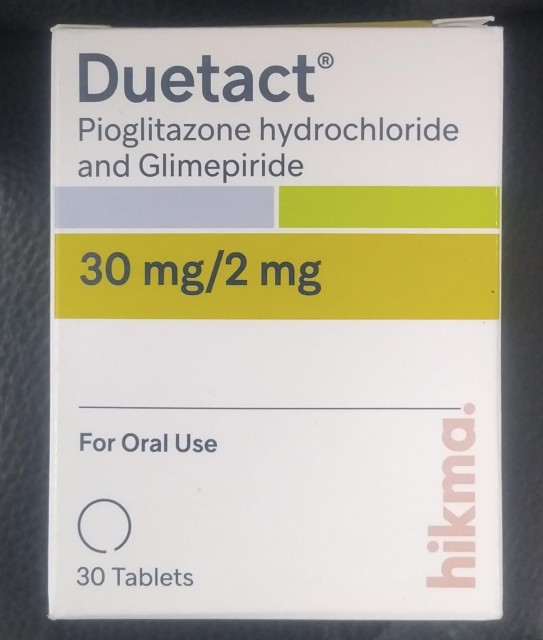 Duetact®
Pioglitazone hydrochloride
and Glimepiride
30 mg/2 mg
For Oral Use
30 Tablets
hikma.